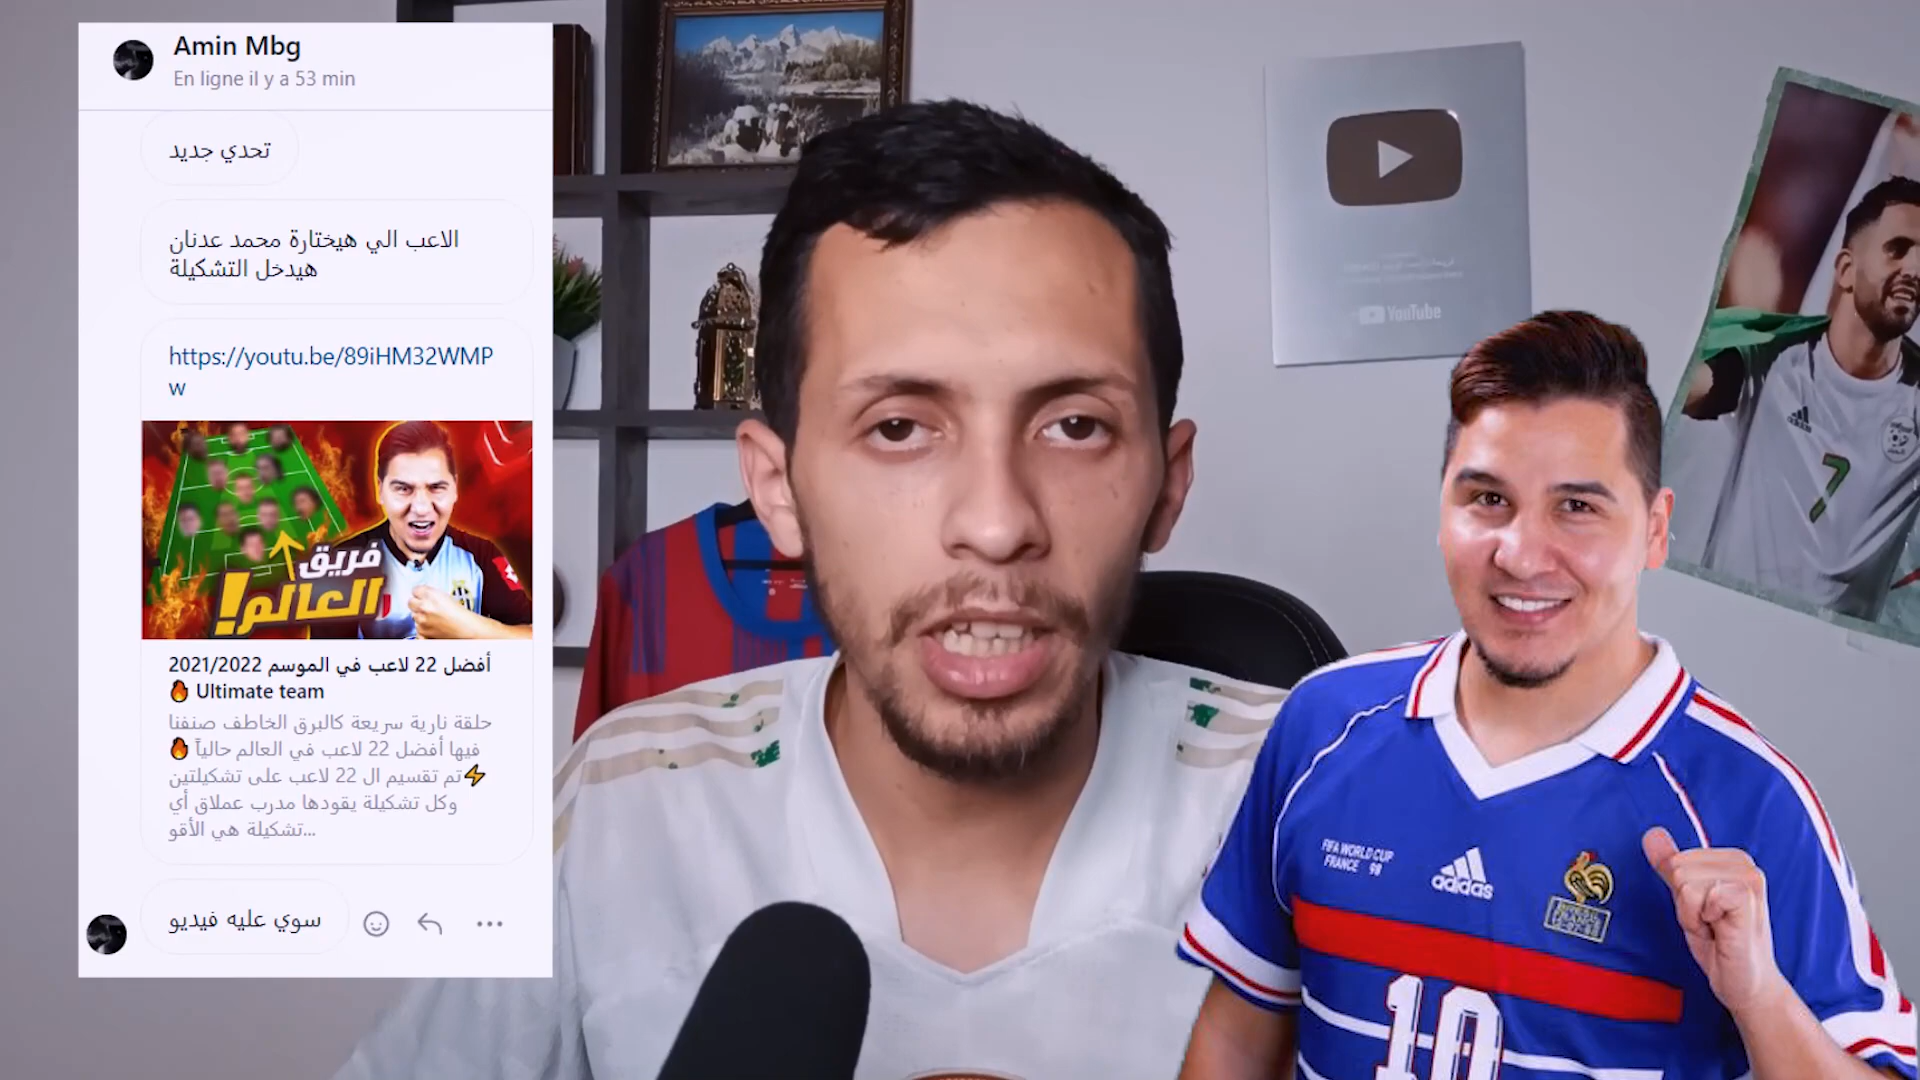 Amin Mbg
En ligne il y a 53 min
تحدي جديد
الاعب الي هيختارة محمد عدنان
هيدخل التشكيلة
https://youtu.be/89iHM32WMP
w
فريق
العالم!
أفضل 22 لاعب في الموسم 2021/2022
🔥 Ultimate team
حلقة نارية سريعة كالبرق الخاطف صنفنا
فيها أفضل 22 لاعب في العالم حالياً 🔥
⚡تم تقسيم ال 22 لاعب على تشكيلتين
وكل تشكيلة يقودها مدرب عملاق أي
تشكيلة هي الأقو...
سوي عليه فيديو
YouTube
7
FIFA WORLD CUP
FRANCE 98
adidas
10